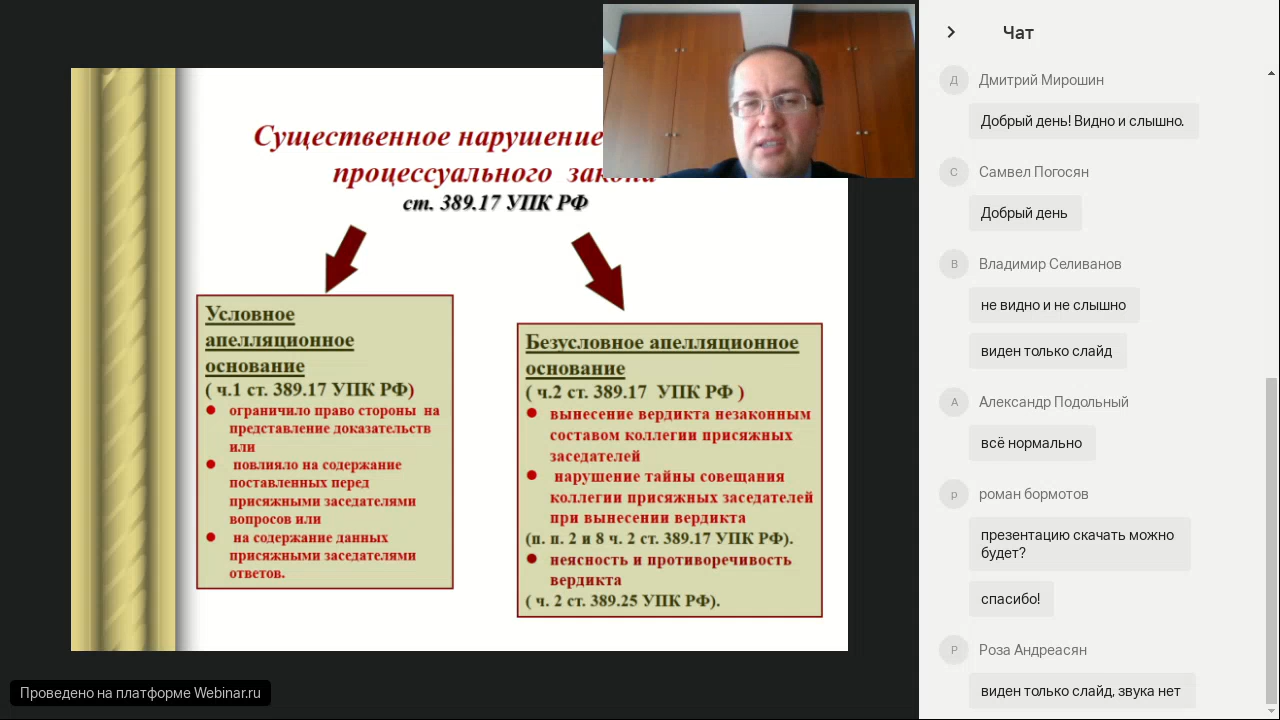 Существенное нарушение
процессуального закона
ст. 389.17 УПК РФ
Условное
апелляционное
основание
( ч.1 ст. 389.17 УПК РФ)
ограничило право стороны на
представление доказательств
или
повлияло на содержание
поставленных перед
присяжными заседателями
вопросов или
на содержание данных
присяжными заседателями
ответов.
Безусловное апелляционное
основание
( ч.2 ст. 389.17 УПК РФ )
вынесение вердикта незаконным
составом коллегии присяжных
заседателей
нарушение тайны совещания
коллегии присяжных заседателей
при вынесении вердикта
(п. п. 2 и 8 ч. 2 ст. 389.17 УПК РФ).
неясность и противоречивость
вердикта
( ч. 2 ст. 389.25 УПК РФ).
Проведено на платформе Webinar.ru
Чат
Д
Дмитрий Мирошин
Добрый день! Видно и слышно.
С
Самвел Погосян
Добрый день
В
Владимир Селиванов
не видно и не слышно
виден только слайд
А
Александр Подольный
всё нормально
р
роман бормотов
презентацию скачать можно
будет?
спасибо!
Р
Роза Андреасян
виден только слайд, звука нет